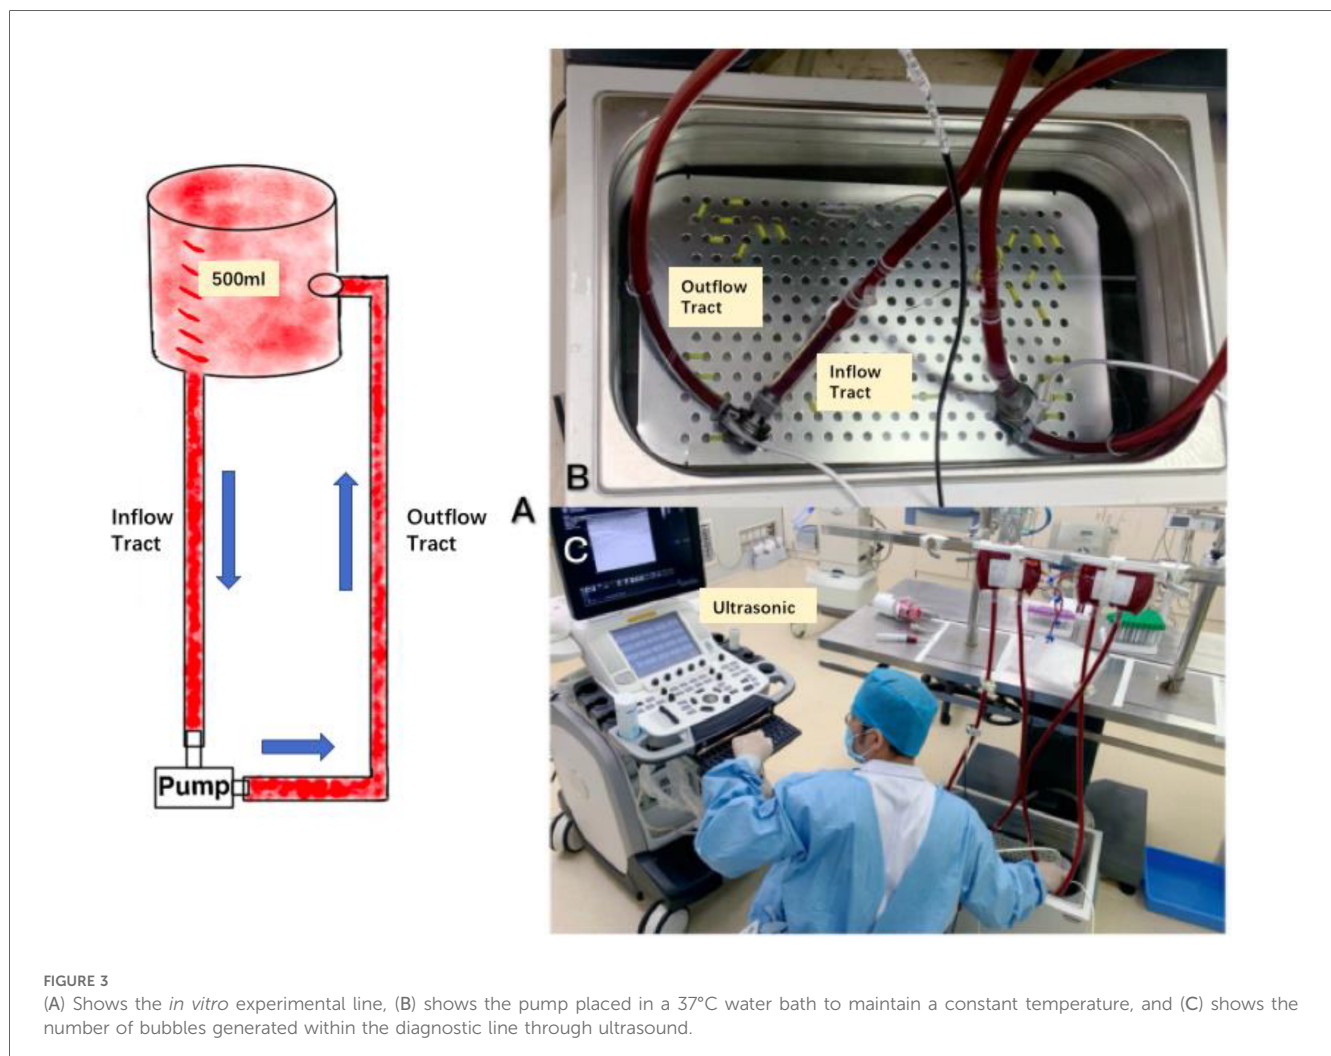 500ml
Inflow
Tract
Outflow
Tract
Pump
A
Outflow
Tract
Inflow
Tract
B
C
Ultrasonic
FIGURE 3
(A) Shows the in vitro experimental line, (B) shows the pump placed in a 37°C water bath to maintain a constant temperature, and (C) shows the
number of bubbles generated within the diagnostic line through ultrasound.